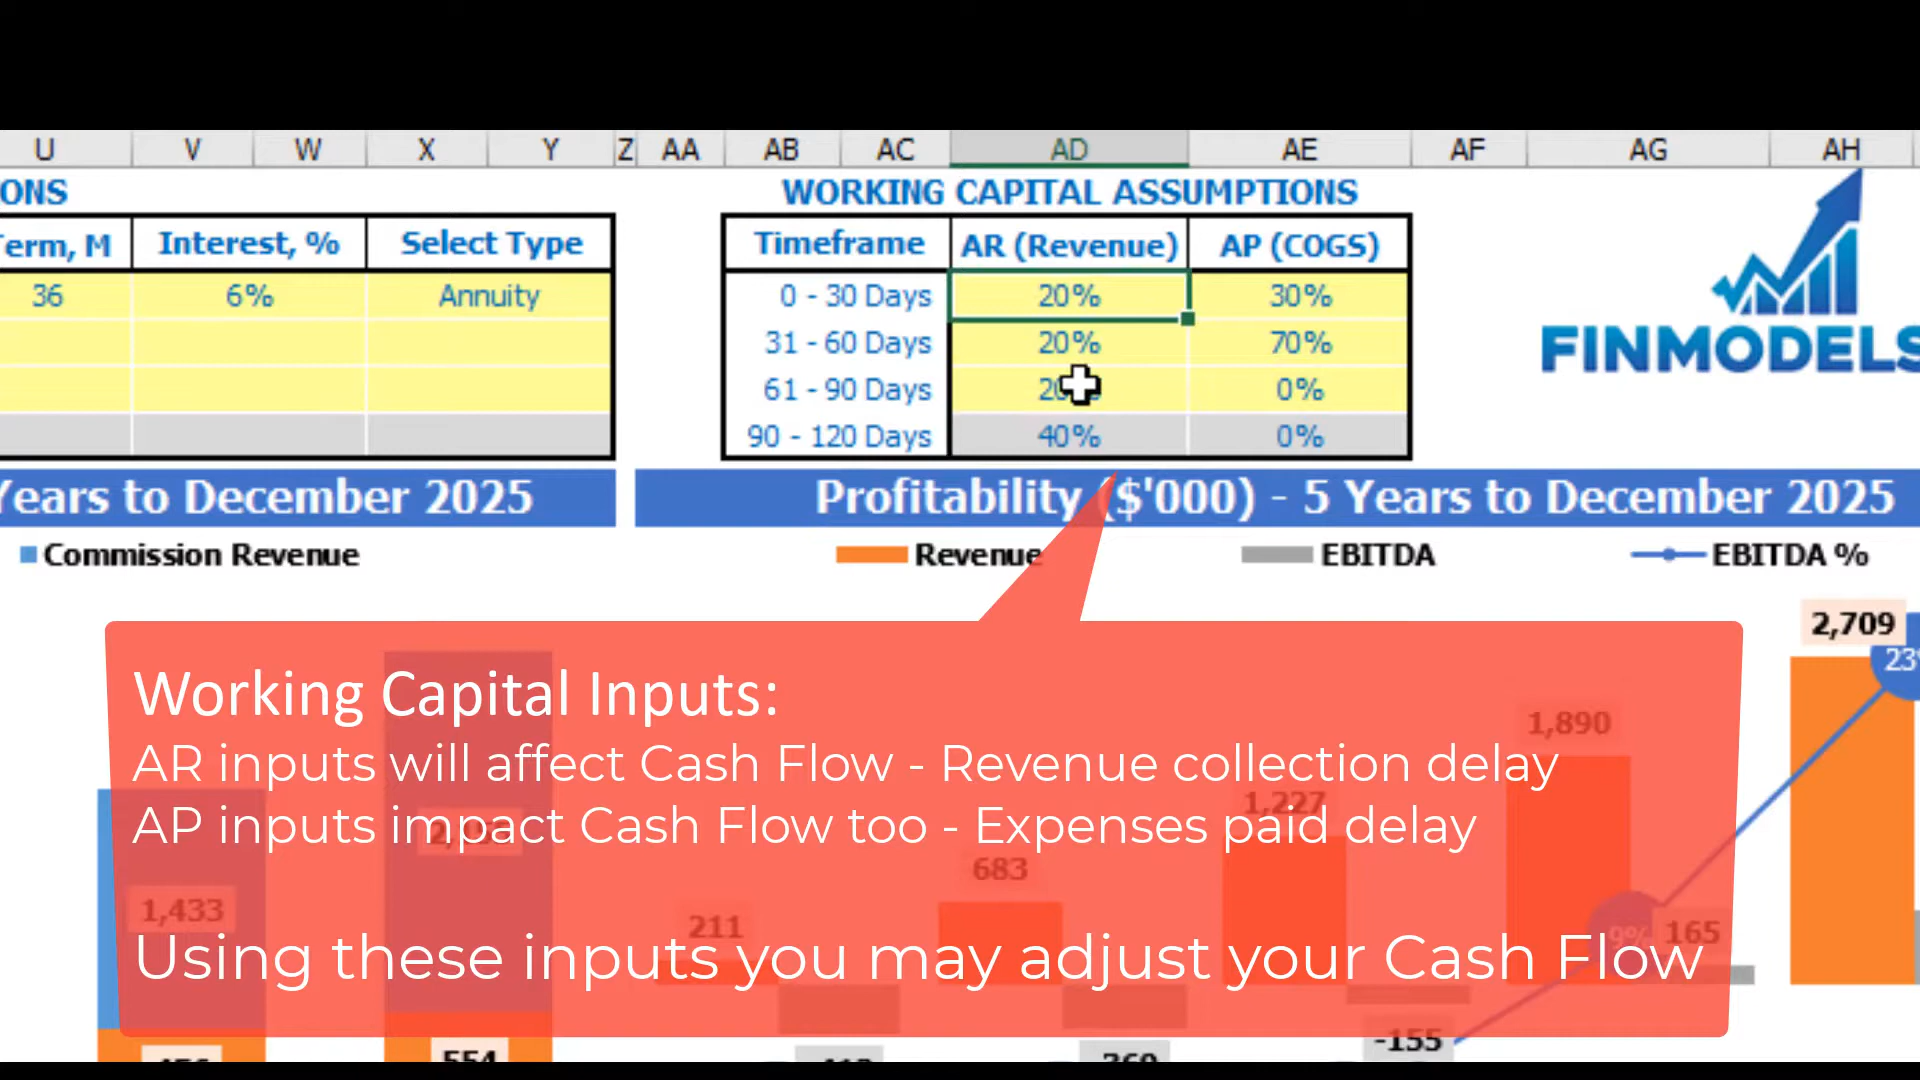 U V W X Y Z AA AB AC AD AE AF AG AH
ONS WORKING CAPITAL ASSUMPTIONS
Term, M Interest, % Select Type Timeframe AR (Revenue) AP (COGS)
36 6% Annuity 0 - 30 Days 20% 30%
31 - 60 Days 20% 70%
61 - 90 Days 0%
90 - 120 Days 40% 0%
FINMODELS
Years to December 2025 Profitability ($'000) - 5 Years to December 2025
Commission Revenue Revenue EBITDA EBITDA %
2,709
Working Capital Inputs:
1,890
AR inputs will affect Cash Flow - Revenue collection delay
1,227
AP inputs impact Cash Flow too - Expenses paid delay
683
1,433
211
9% 165
Using these inputs you may adjust your Cash Flow
-155
554